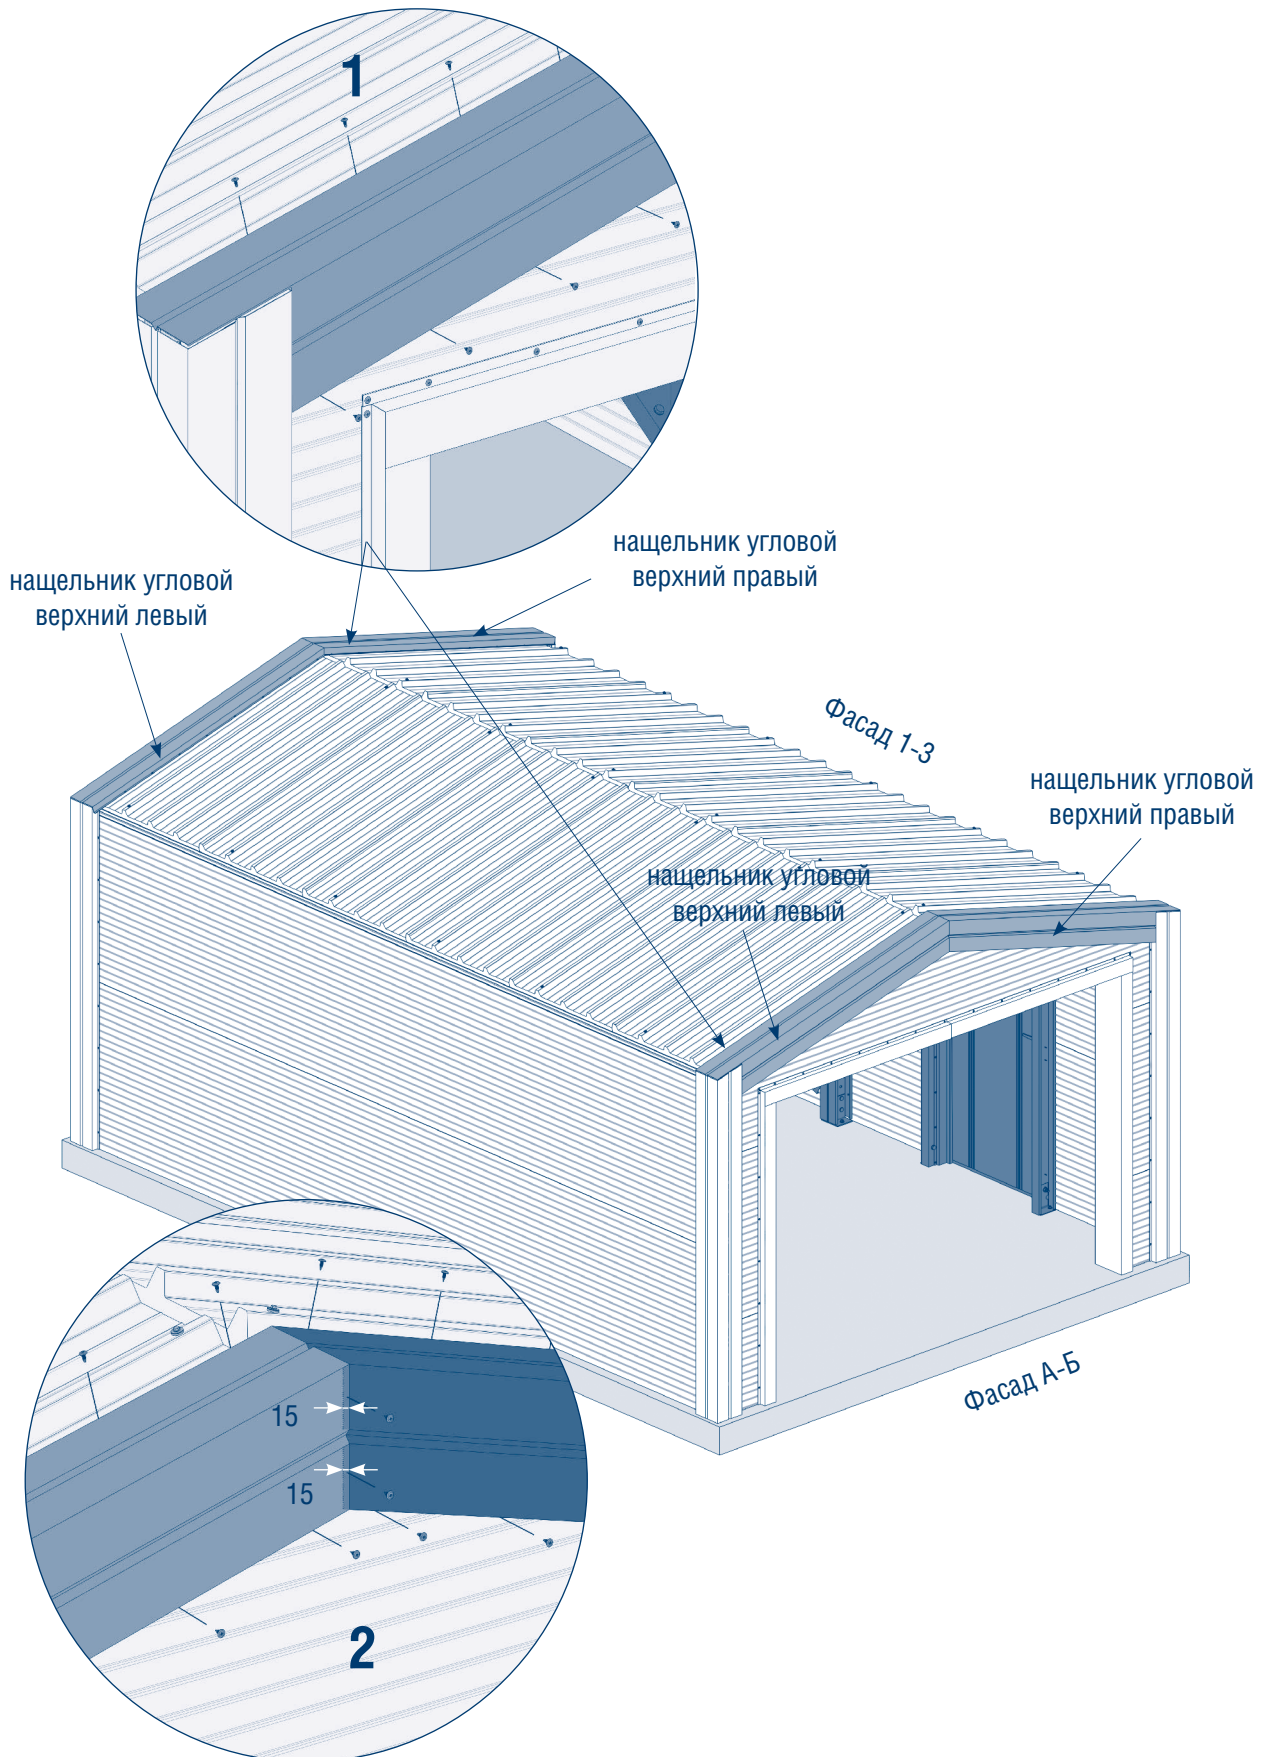 1
нащельник угловой
верхний правый
нащельник угловой
верхний левый
Фасад 1-3
нащельник угловой
верхний правый
нащельник угловой
верхний левый
Фасад А-Б
15
15
2